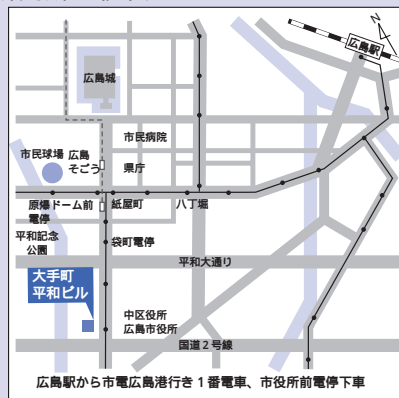 N
広島駅
広島城
市民病院
市民球場
広島
そごう
県庁
原爆ドーム前
電停
紙屋町
八丁堀
平和記念
公園
袋町電停
平和大通り
大手町
平和ビル
中区役所
広島市役所
国道2号線
広島駅から市電広島港行き1番電車、市役所前電停下車